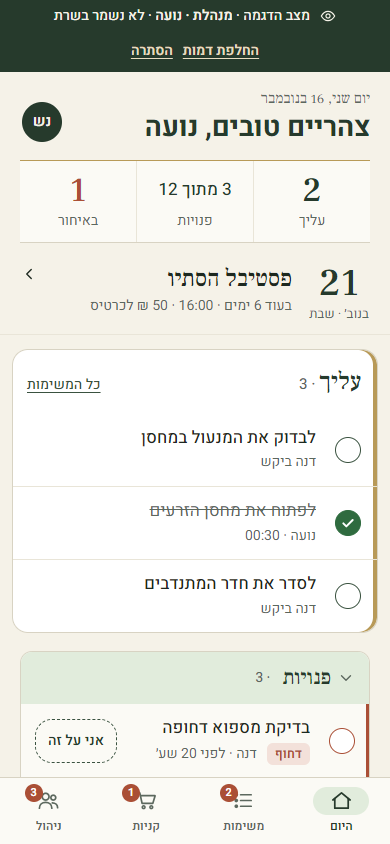 מצב הדגמה · מנהלת · נועה · לא נשמר בשרת
החלפת דמות הסתרה
יום שני, 16 בנובמבר
צהריים טובים, נועה
נש
2
עליך
3 מתוך 12
פנויות
1
באיחור
21
בנוב׳ · שבת
פסטיבל הסתיו
בעוד 6 ימים · 16:00 · 50 ₪ לכרטיס
עליך · 3
כל המשימות
לבדוק את המנעול במחסן
דנה ביקש
לפתוח את מחסן הזרעים
נועה · 00:30
לסדר את חדר המתנדבים
דנה ביקש
פנויות · 3
בדיקת מספוא דחופה
דחוף דנה · לפני 20 שע׳
אני על זה
היום
2
משימות
1
קניות
3
ניהול